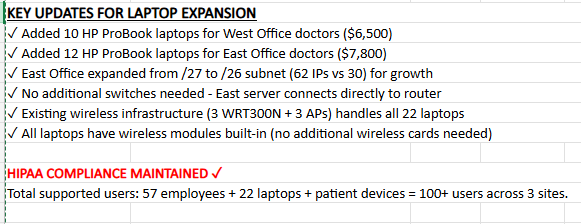 KEY UPDATES FOR LAPTOP EXPANSION
✓ Added 10 HP ProBook laptops for West Office doctors ($6,500)
✓ Added 12 HP ProBook laptops for East Office doctors ($7,800)
✓ East Office expanded from /27 to /26 subnet (62 IPs vs 30) for growth
✓ No additional switches needed - East server connects directly to router
✓ Existing wireless infrastructure (3 WRT300N + 3 APs) handles all 22 laptops
✓ All laptops have wireless modules built-in (no additional wireless cards needed)
HIPAA COMPLIANCE MAINTAINED ✓
Total supported users: 57 employees + 22 laptops + patient devices = 100+ users across 3 sites.